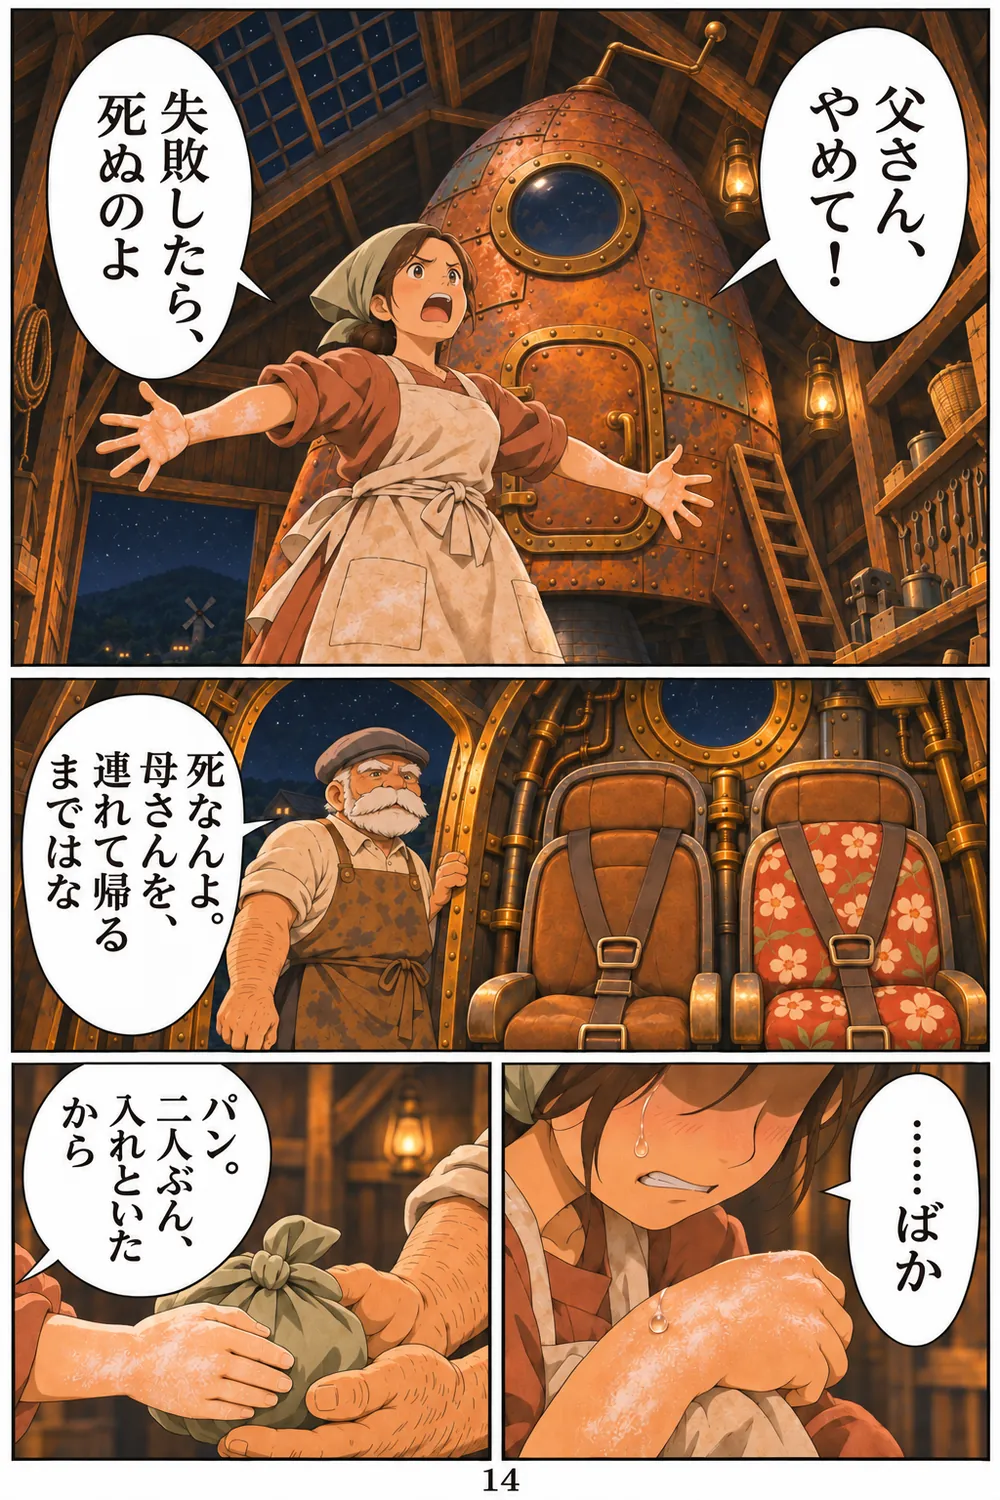 父さん、
やめて！
失敗したら、
死ぬのよ
死なんよ。
母さんを、
連れて帰る
まではな
パン。
二人ぶん、
入れといた
から
……ばか
14